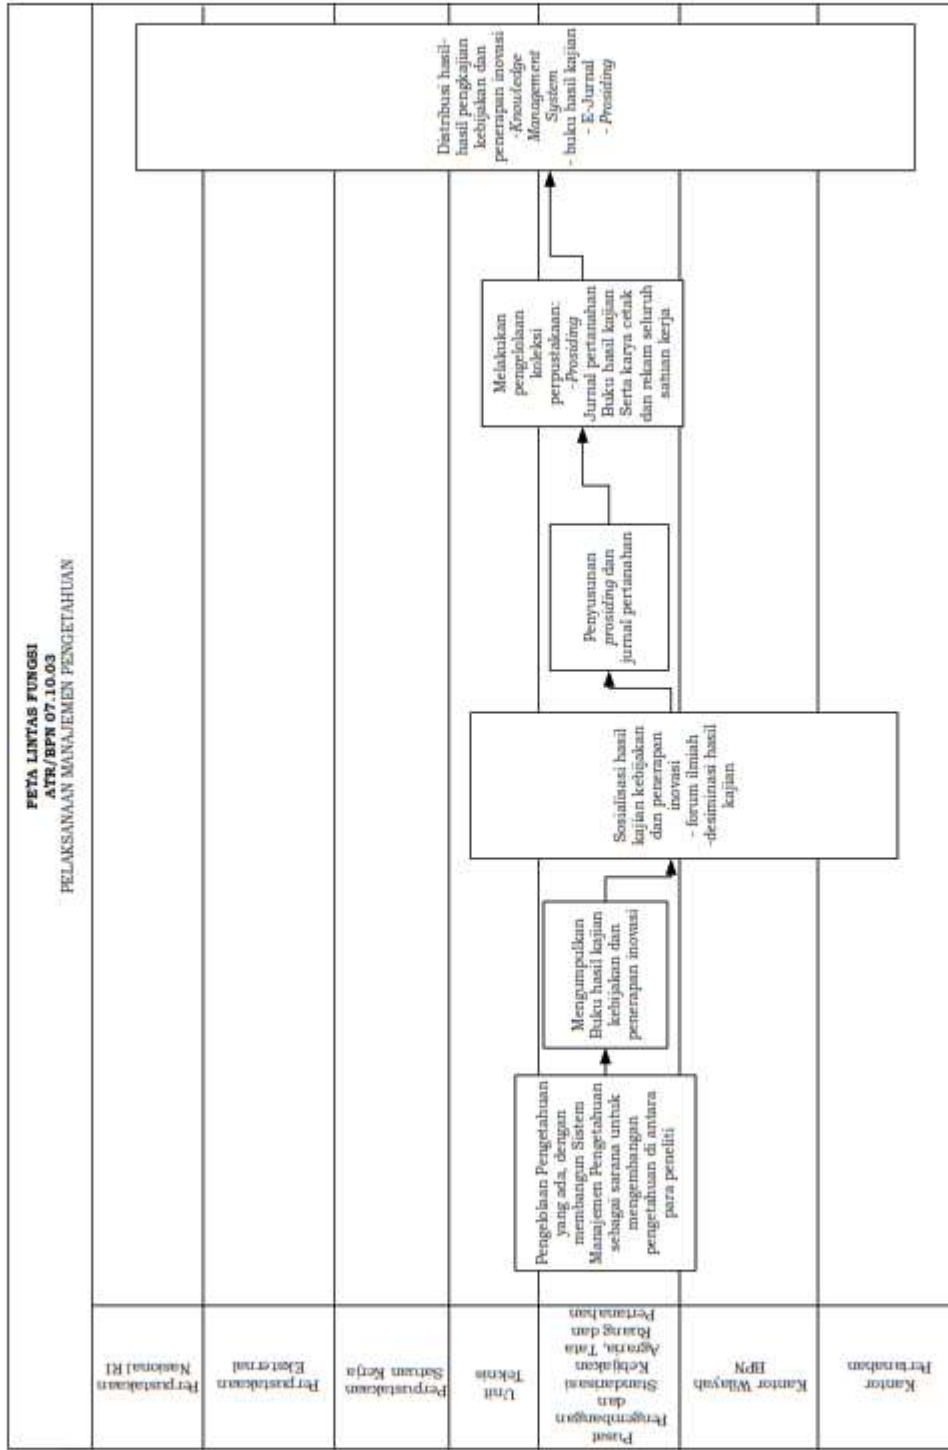 PETA LINTAS FUNGSI
ATR/BPN 07.10.03
PELAKSANAAN MANAJEMEN PENGETAHUAN
Perpustakaan
Nasional RI
Perpustakaan
Eksternal
Perpustakaan
Satuan Kerja
Unit
Teknis
Pusat
Pengembangan
dan
Standarisasi
Kebijakan
Agraria, Tata
Ruang dan
Pertanahan
Kantor Wilayah
BPN
Kantor
Pertanahan
Pengelolaan Pengetahuan
yang ada, dengan
membangun Sistem
Manajemen Pengetahuan
sebagai sarana untuk
mengembangan
pengetahuan di antara
para peneliti
Mengumpulkan
Buku hasil kajian
kebijakan dan
penerapan inovasi
Sosialisasi hasil
kajian kebijakan
dan penerapan
inovasi
- forum ilmiah
-desiminasi hasil
kajian
Penyusunan
prosiding dan
jurnal pertanahan
Melakukan
pengelolaan
koleksi
perpustakaan:
-Prosiding
Jurnal pertanahan
Buku hasil kajian
Serta karya cetak
dan rekam seluruh
satuan kerja
Distribusi hasil-
hasil pengkajian
kebijakan dan
penerapan inovasi
-Knowledge
Management
System
- buku hasil kajian
- E-Jurnal
- Prosiding